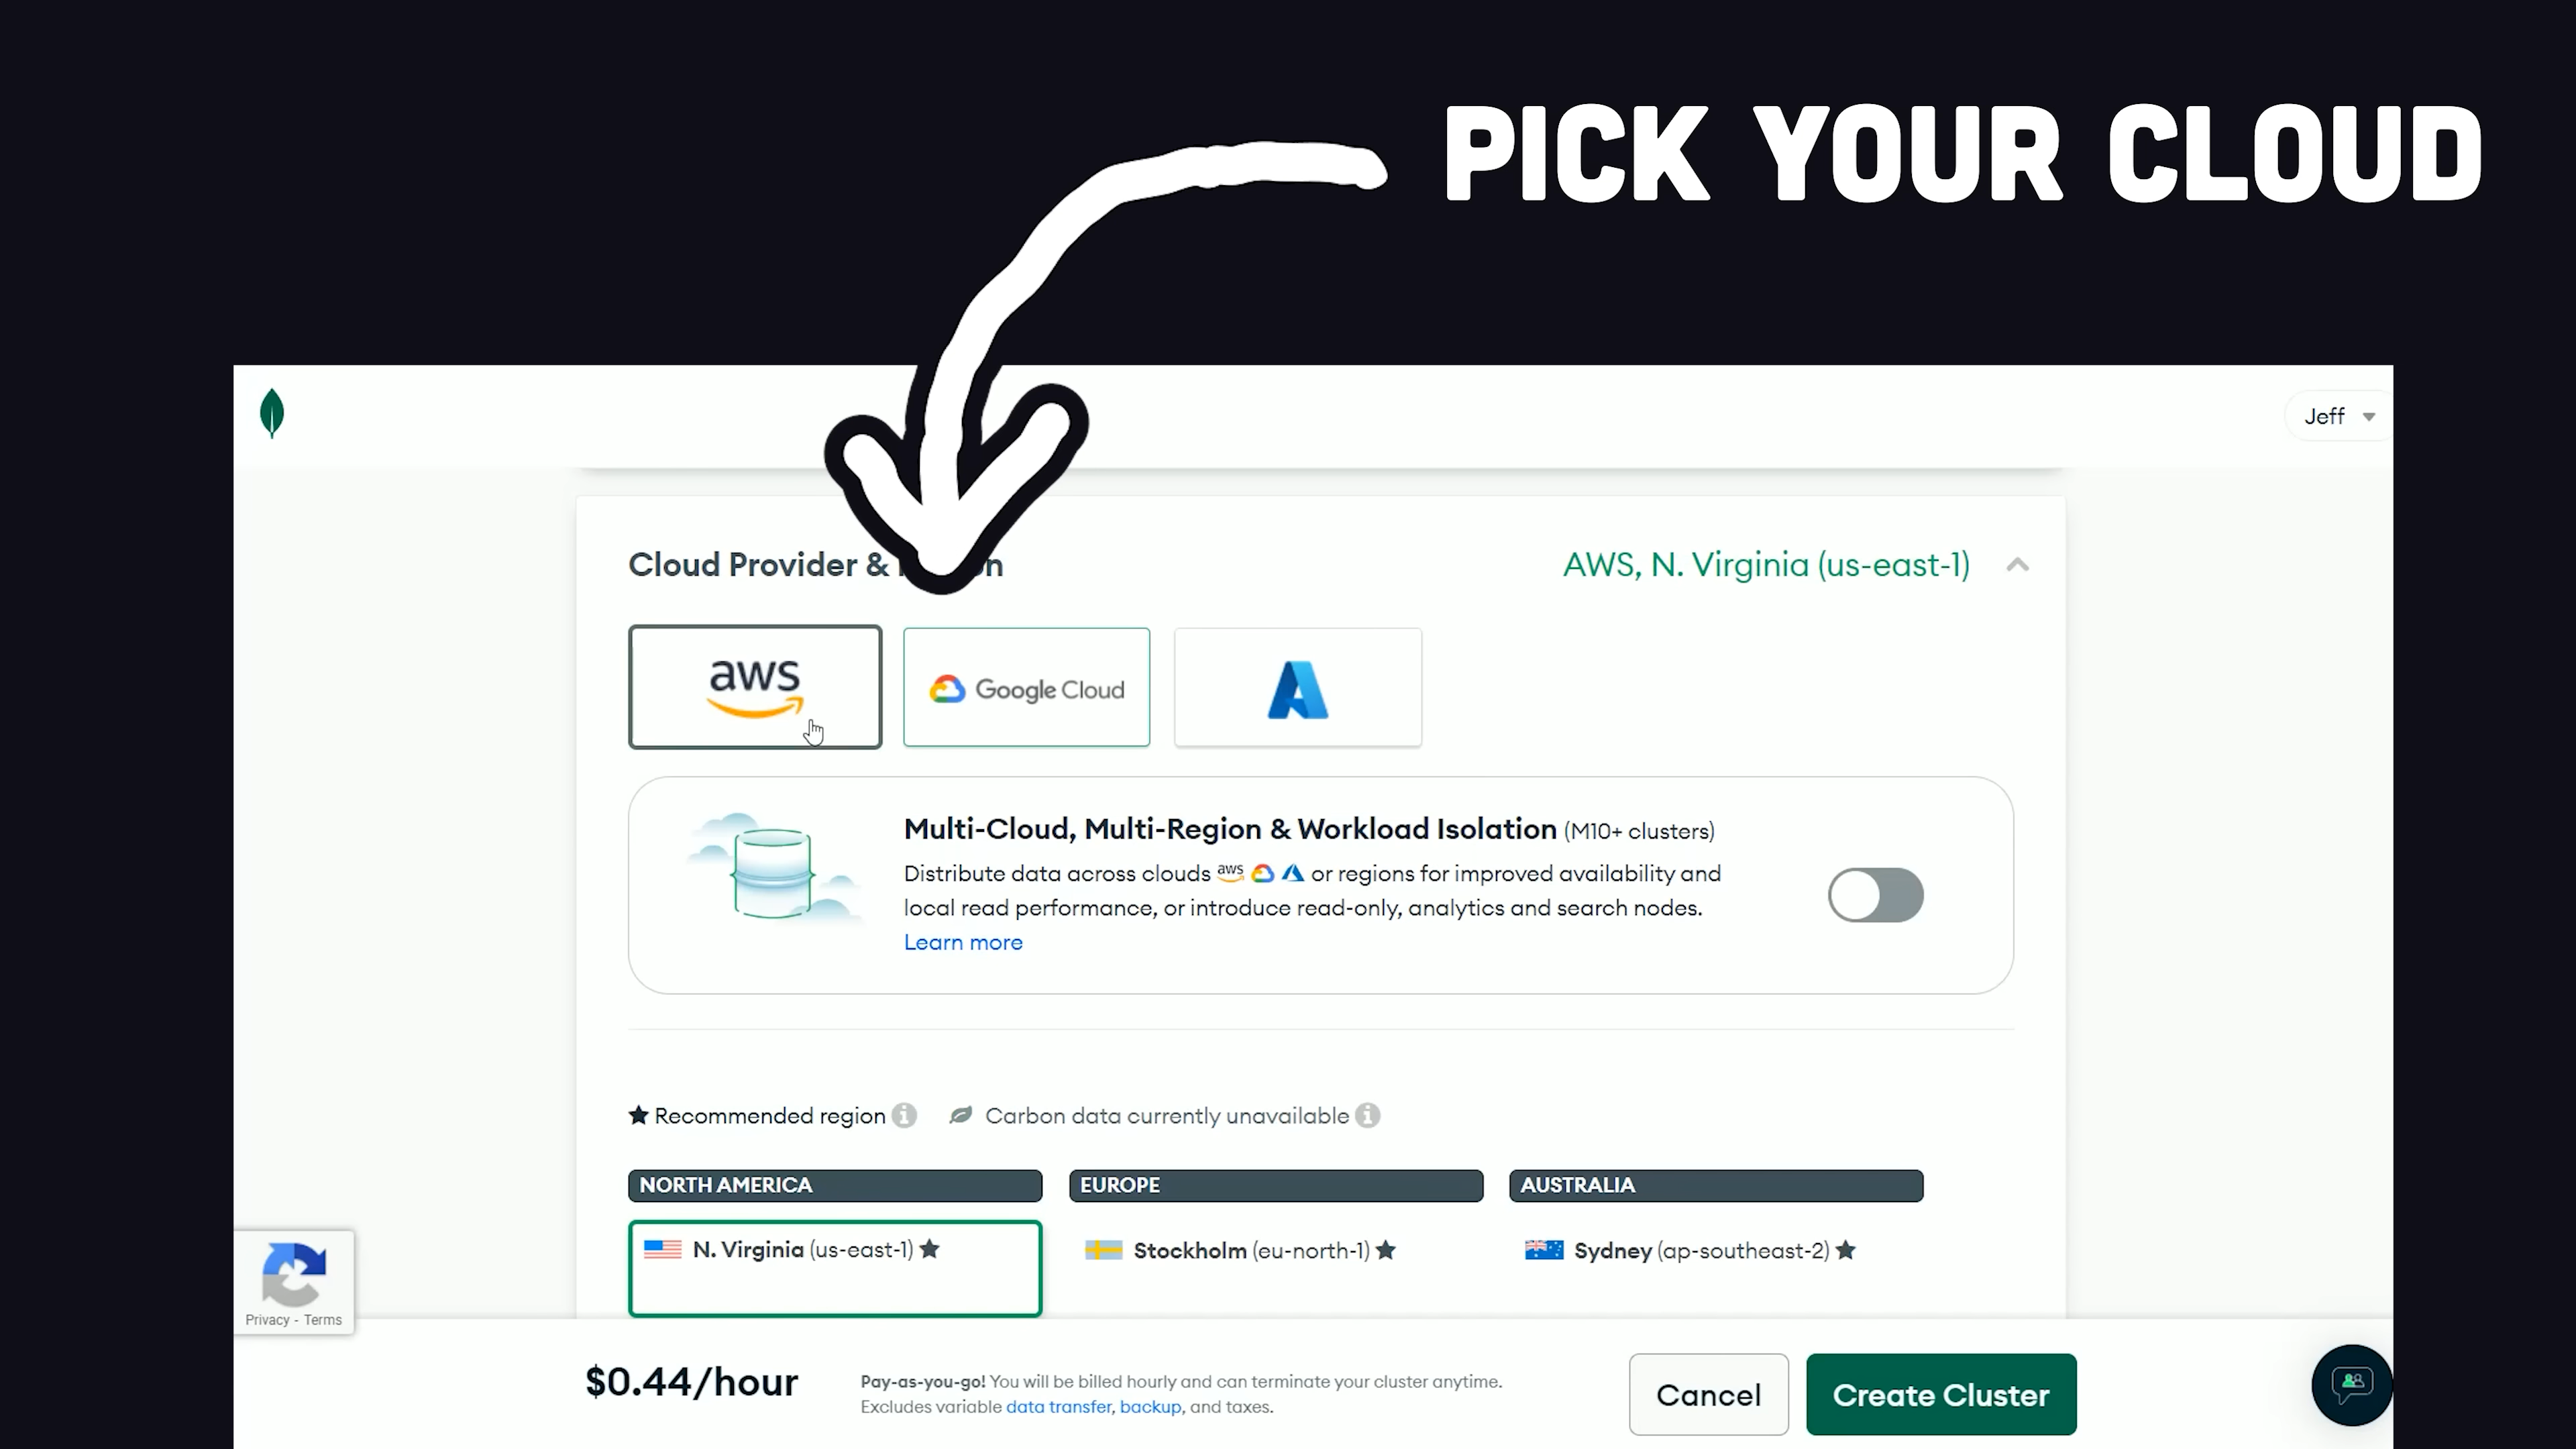 PICK YOUR CLOUD
Jeff
Cloud Provider &
AWS, N. Virginia (us-east-1)
aws
Google Cloud
Multi-Cloud, Multi-Region & Workload Isolation (M10+ clusters)
Distribute data across clouds aws or regions for improved availability and
local read performance, or introduce read-only, analytics and search nodes.
Learn more
Recommended region
Carbon data currently unavailable
NORTH AMERICA
EUROPE
AUSTRALIA
N. Virginia (us-east-1)
Stockholm (eu-north-1)
Sydney (ap-southeast-2)
Privacy - Terms
$0.44/hour
Pay-as-you-go! You will be billed hourly and can terminate your cluster anytime.
Excludes variable data transfer, backup, and taxes.
Cancel
Create Cluster